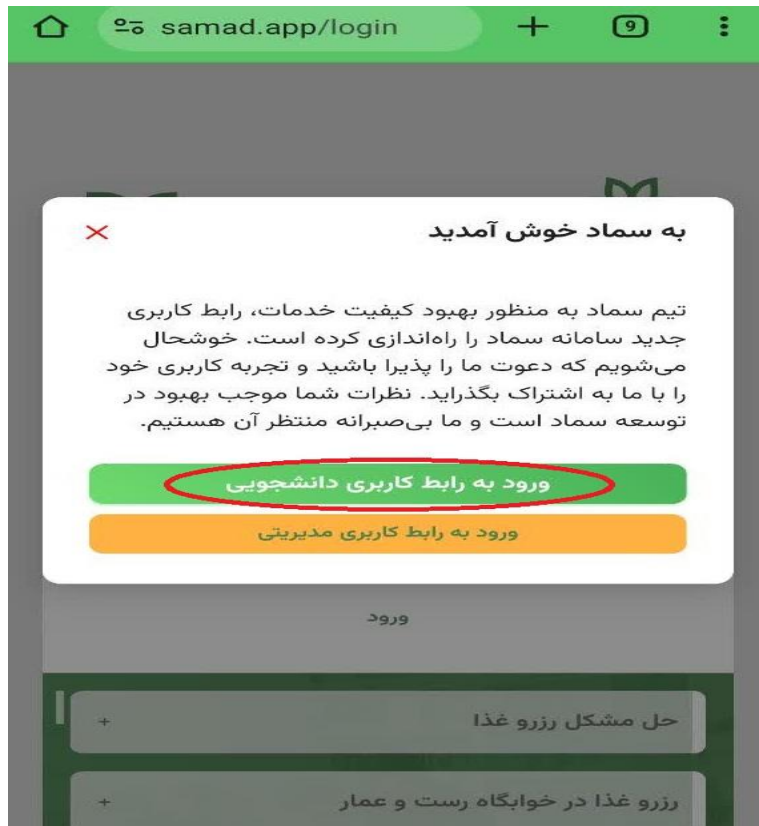 samad.app/login
9
به سماد خوش آمدید
تیم سماد به منظور بهبود کیفیت خدمات، رابط کاربری
جدید سامانه سماد را راه‌اندازی کرده است. خوشحال
می‌شویم که دعوت ما را پذیرا باشید و تجربه کاربری خود
را با ما به اشتراک بگذراید. نظرات شما موجب بهبود در
توسعه سماد است و ما بی‌صبرانه منتظر آن هستیم.
ورود به رابط کاربری دانشجویی
ورود به رابط کاربری مدیریتی
ورود
حل مشکل رزرو غذا
رزرو غذا در خوابگاه رست و عمار